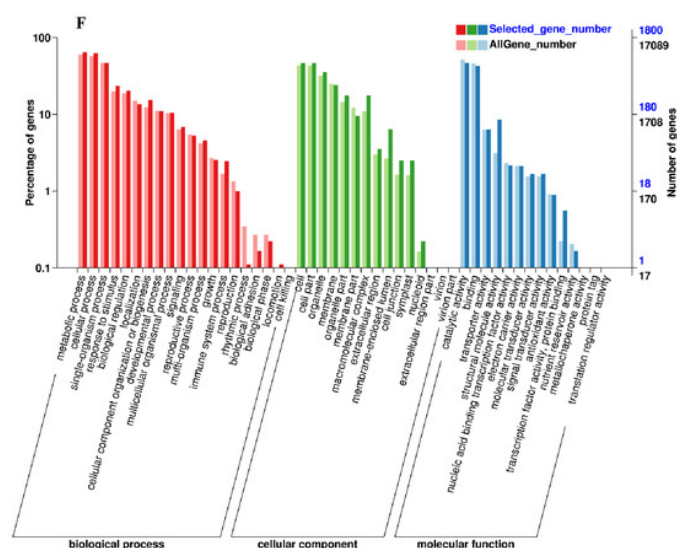 F
Selected_gene_number
AllGene_number
Percentage of genes
100
10
1
0.1
1800
17089
180
1708
18
170
1
17
Number of genes
metabolic process
cellular process
single-organism process
response to stimulus
biological regulation
localization
cellular component organization of biogenesis
developmental process
multicellular organismal process
signaling
reproductive process
multi-organism process
growth
immune system process
reproduction
rhythmic process
biological adhesion
biological phase
locomotion
cell killing
cell
cell part
organelle
membrane
organelle part
membrane part
macromolecular complex
extracellular region
membrane-enclosed lumen
cell junction
symplast
nucleoid
extracellular region part
virion
virion part
catalytic activity
binding
transporter activity
structural molecule activity
nucleic acid binding transcription factor activity
electron carrier activity
molecular transducer activity
signal transducer activity
antioxidant activity
transcription factor activity, protein binding
nutrient reservoir activity
metallochaperone activity
protein tag
translation regulator activity
biological process
cellular component
molecular function